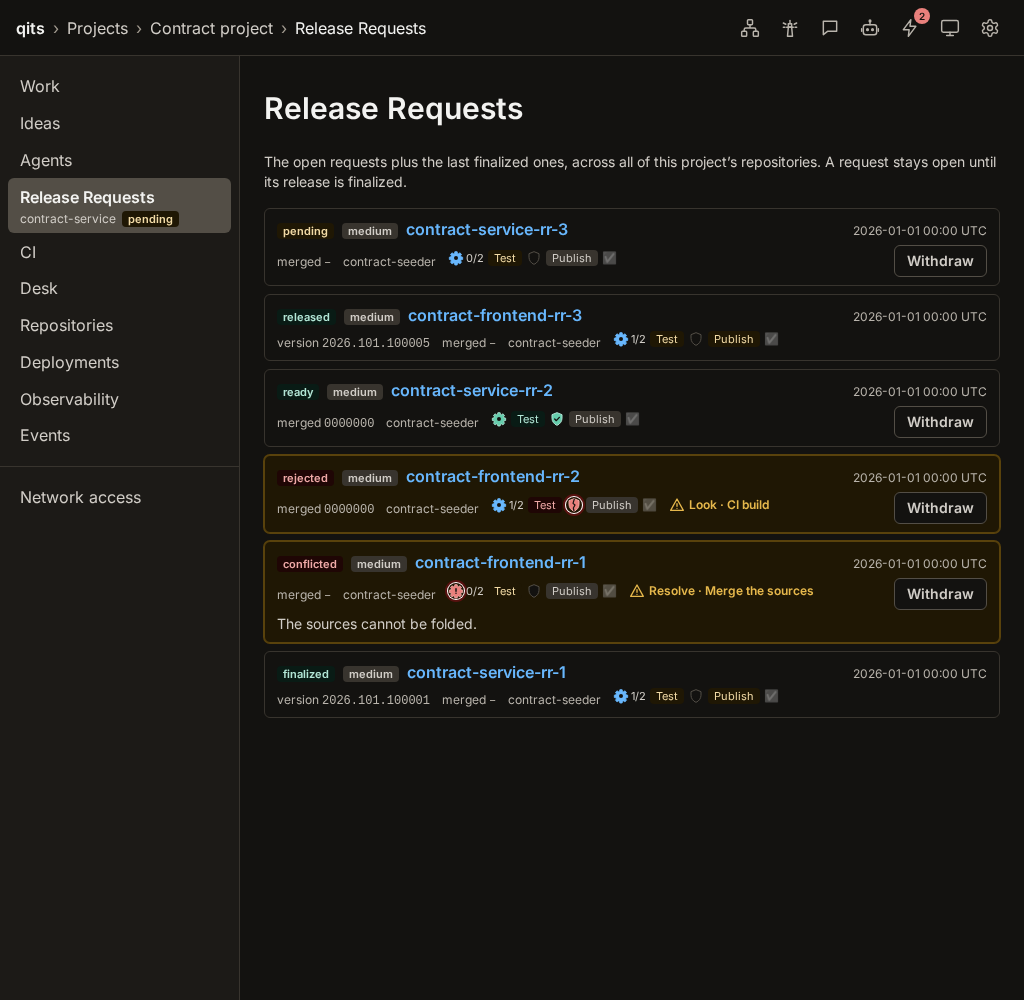 qits › Projects › Contract project › Release Requests
2
Work
Ideas
Agents
Release Requests
contract-service pending
CI
Desk
Repositories
Deployments
Observability
Events
Network access
Release Requests
The open requests plus the last finalized ones, across all of this project's repositories. A request stays open until
its release is finalized.
pending medium contract-service-rr-3 2026-01-01 00:00 UTC
merged – contract-seeder 0/2 Test Publish Withdraw
released medium contract-frontend-rr-3 2026-01-01 00:00 UTC
version 2026.101.100005 merged – contract-seeder 1/2 Test Publish
ready medium contract-service-rr-2 2026-01-01 00:00 UTC
merged 0000000 contract-seeder Test Publish Withdraw
rejected medium contract-frontend-rr-2 2026-01-01 00:00 UTC
merged 0000000 contract-seeder 1/2 Test Publish Look · CI build Withdraw
conflicted medium contract-frontend-rr-1 2026-01-01 00:00 UTC
merged – contract-seeder 0/2 Test Publish Resolve · Merge the sources Withdraw
The sources cannot be folded.
finalized medium contract-service-rr-1 2026-01-01 00:00 UTC
version 2026.101.100001 merged – contract-seeder 1/2 Test Publish